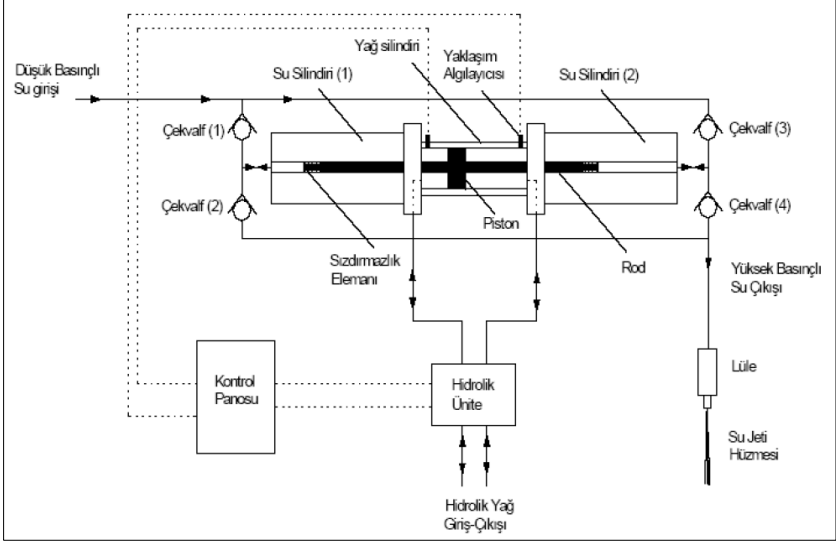 Düşük Basınçlı
Su girişi
Su Silindiri (1)
Yağ silindiri
Yaklaşım
Algılayıcısı
Su Silindiri (2)
Çekvalf (1)
Çekvalf (3)
Çekvalf (2)
Çekvalf (4)
Piston
Sızdırmazlık
Elemanı
Rod
Yüksek Basınçlı
Su Çıkışı
Kontrol
Panosu
Hidrolik
Ünite
Lüle
Su Jeti
Hüzmesi
Hidrolik Yağ
Giriş-Çıkışı